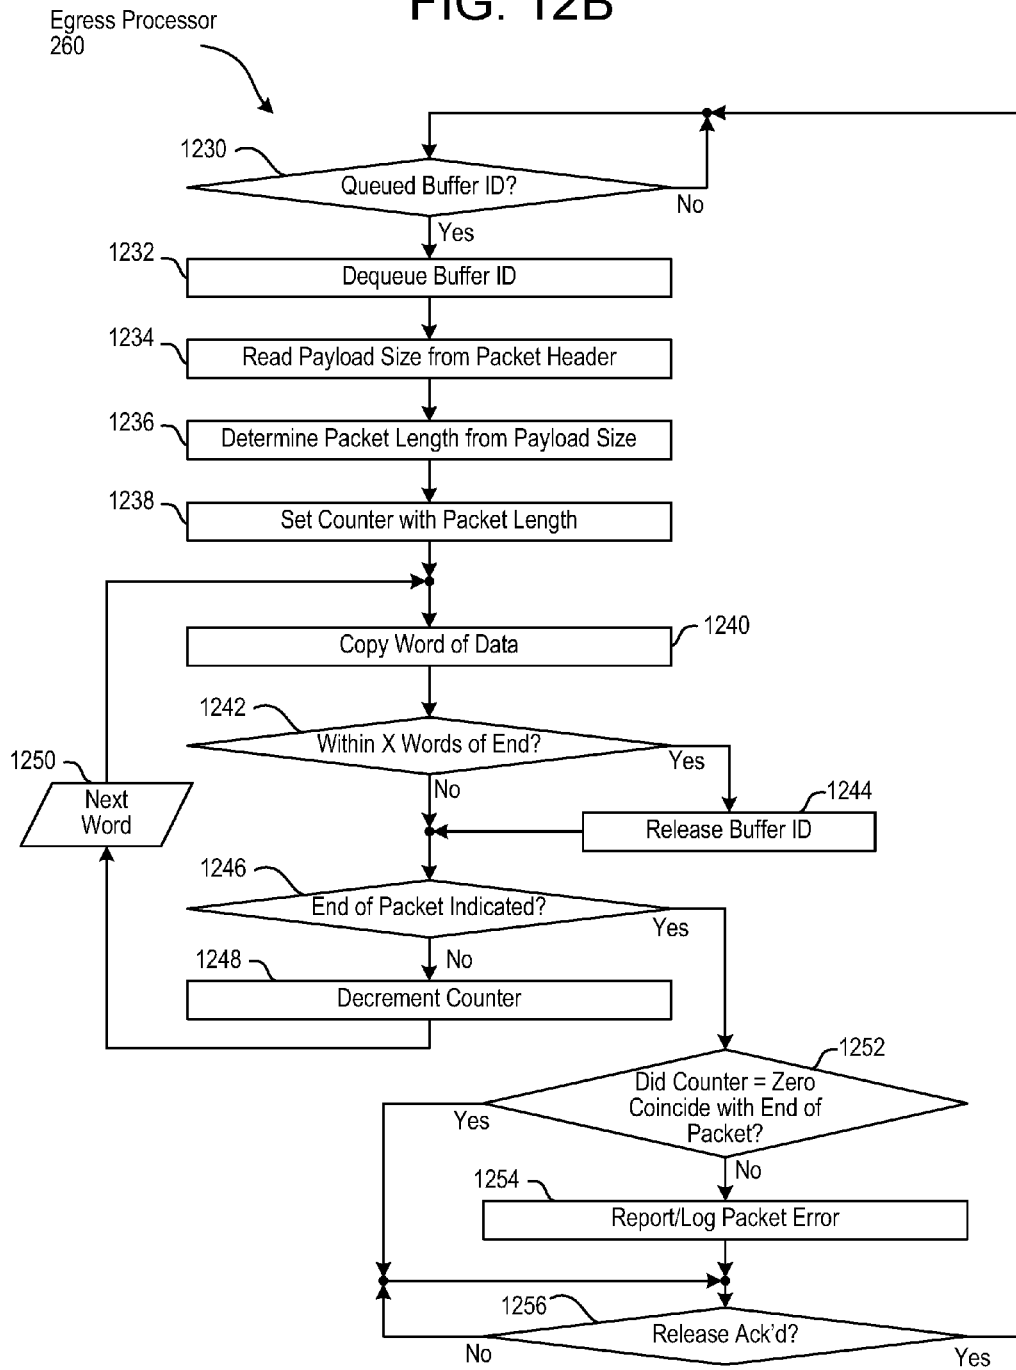 FIG. 12B
Egress Processor
260
1230
Queued Buffer ID?
No
Yes
1232
Dequeue Buffer ID
1234
Read Payload Size from Packet Header
1236
Determine Packet Length from Payload Size
1238
Set Counter with Packet Length
Copy Word of Data
1240
1242
Within X Words of End?
Yes
1250
Next
Word
No
1244
Release Buffer ID
1246
End of Packet Indicated?
Yes
No
1248
Decrement Counter
1252
Did Counter = Zero
Coincide with End of
Packet?
Yes
No
1254
Report/Log Packet Error
1256
Release Ack'd?
No
Yes